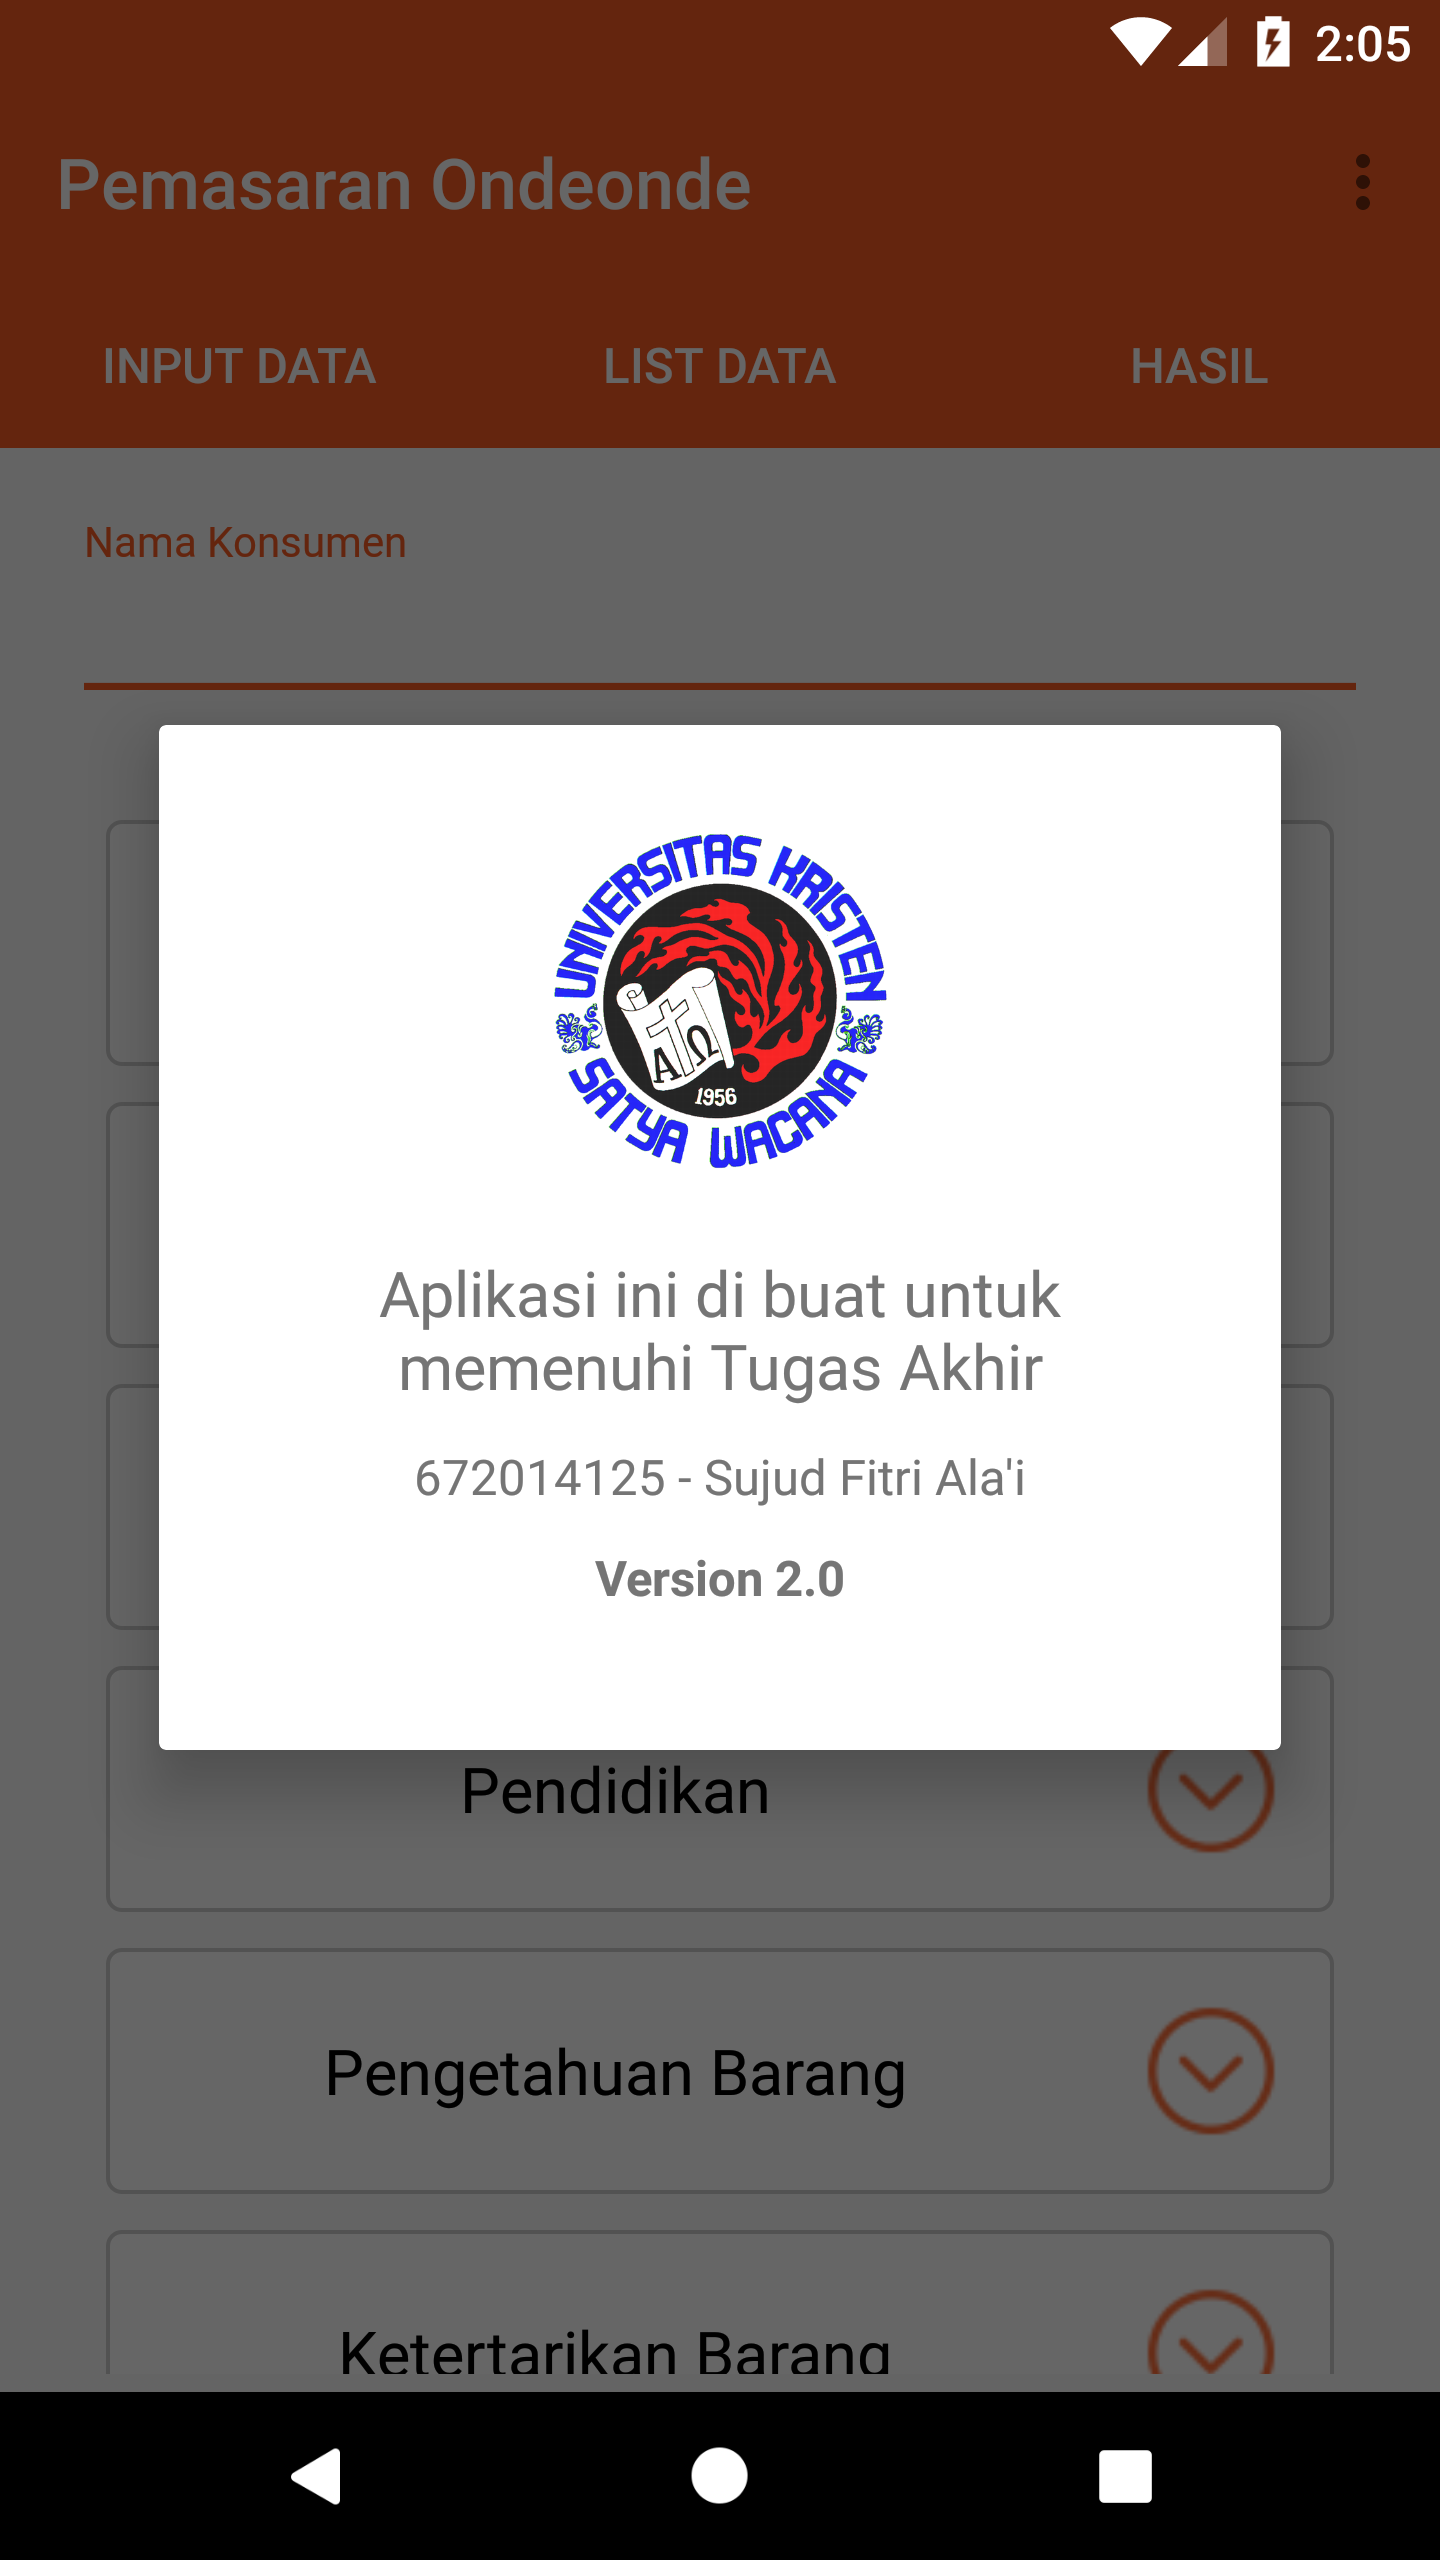 2:05
Pemasaran Ondeonde
INPUT DATA
LIST DATA
HASIL
Nama Konsumen
UNIVERSITAS KRISTEN
SATYA WACANA
Α Ω
1956
Aplikasi ini di buat untuk
memenuhi Tugas Akhir
672014125 - Sujud Fitri Ala'i
Version 2.0
Pendidikan
Pengetahuan Barang
Ketertarikan Barang